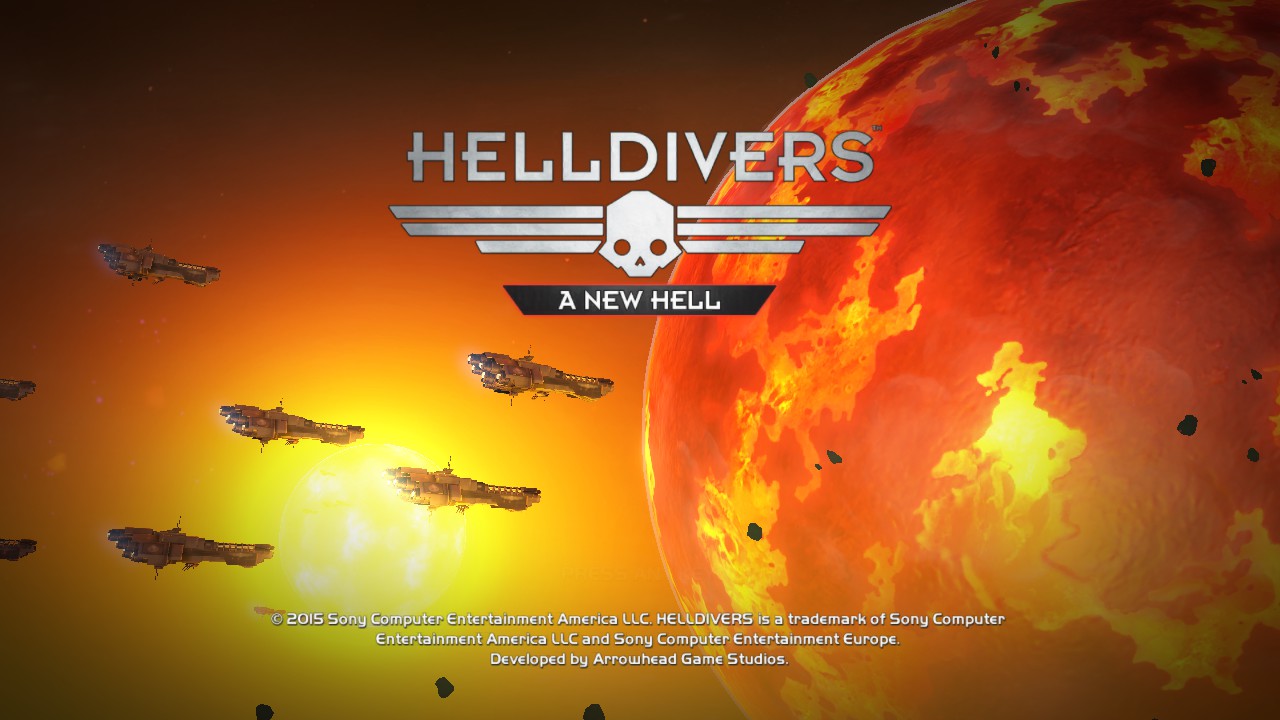 HELLDIVERS™
A NEW HELL
© 2015 Sony Computer Entertainment America LLC. HELLDIVERS is a trademark of Sony Computer
Entertainment America LLC and Sony Computer Entertainment Europe.
Developed by Arrowhead Game Studios.